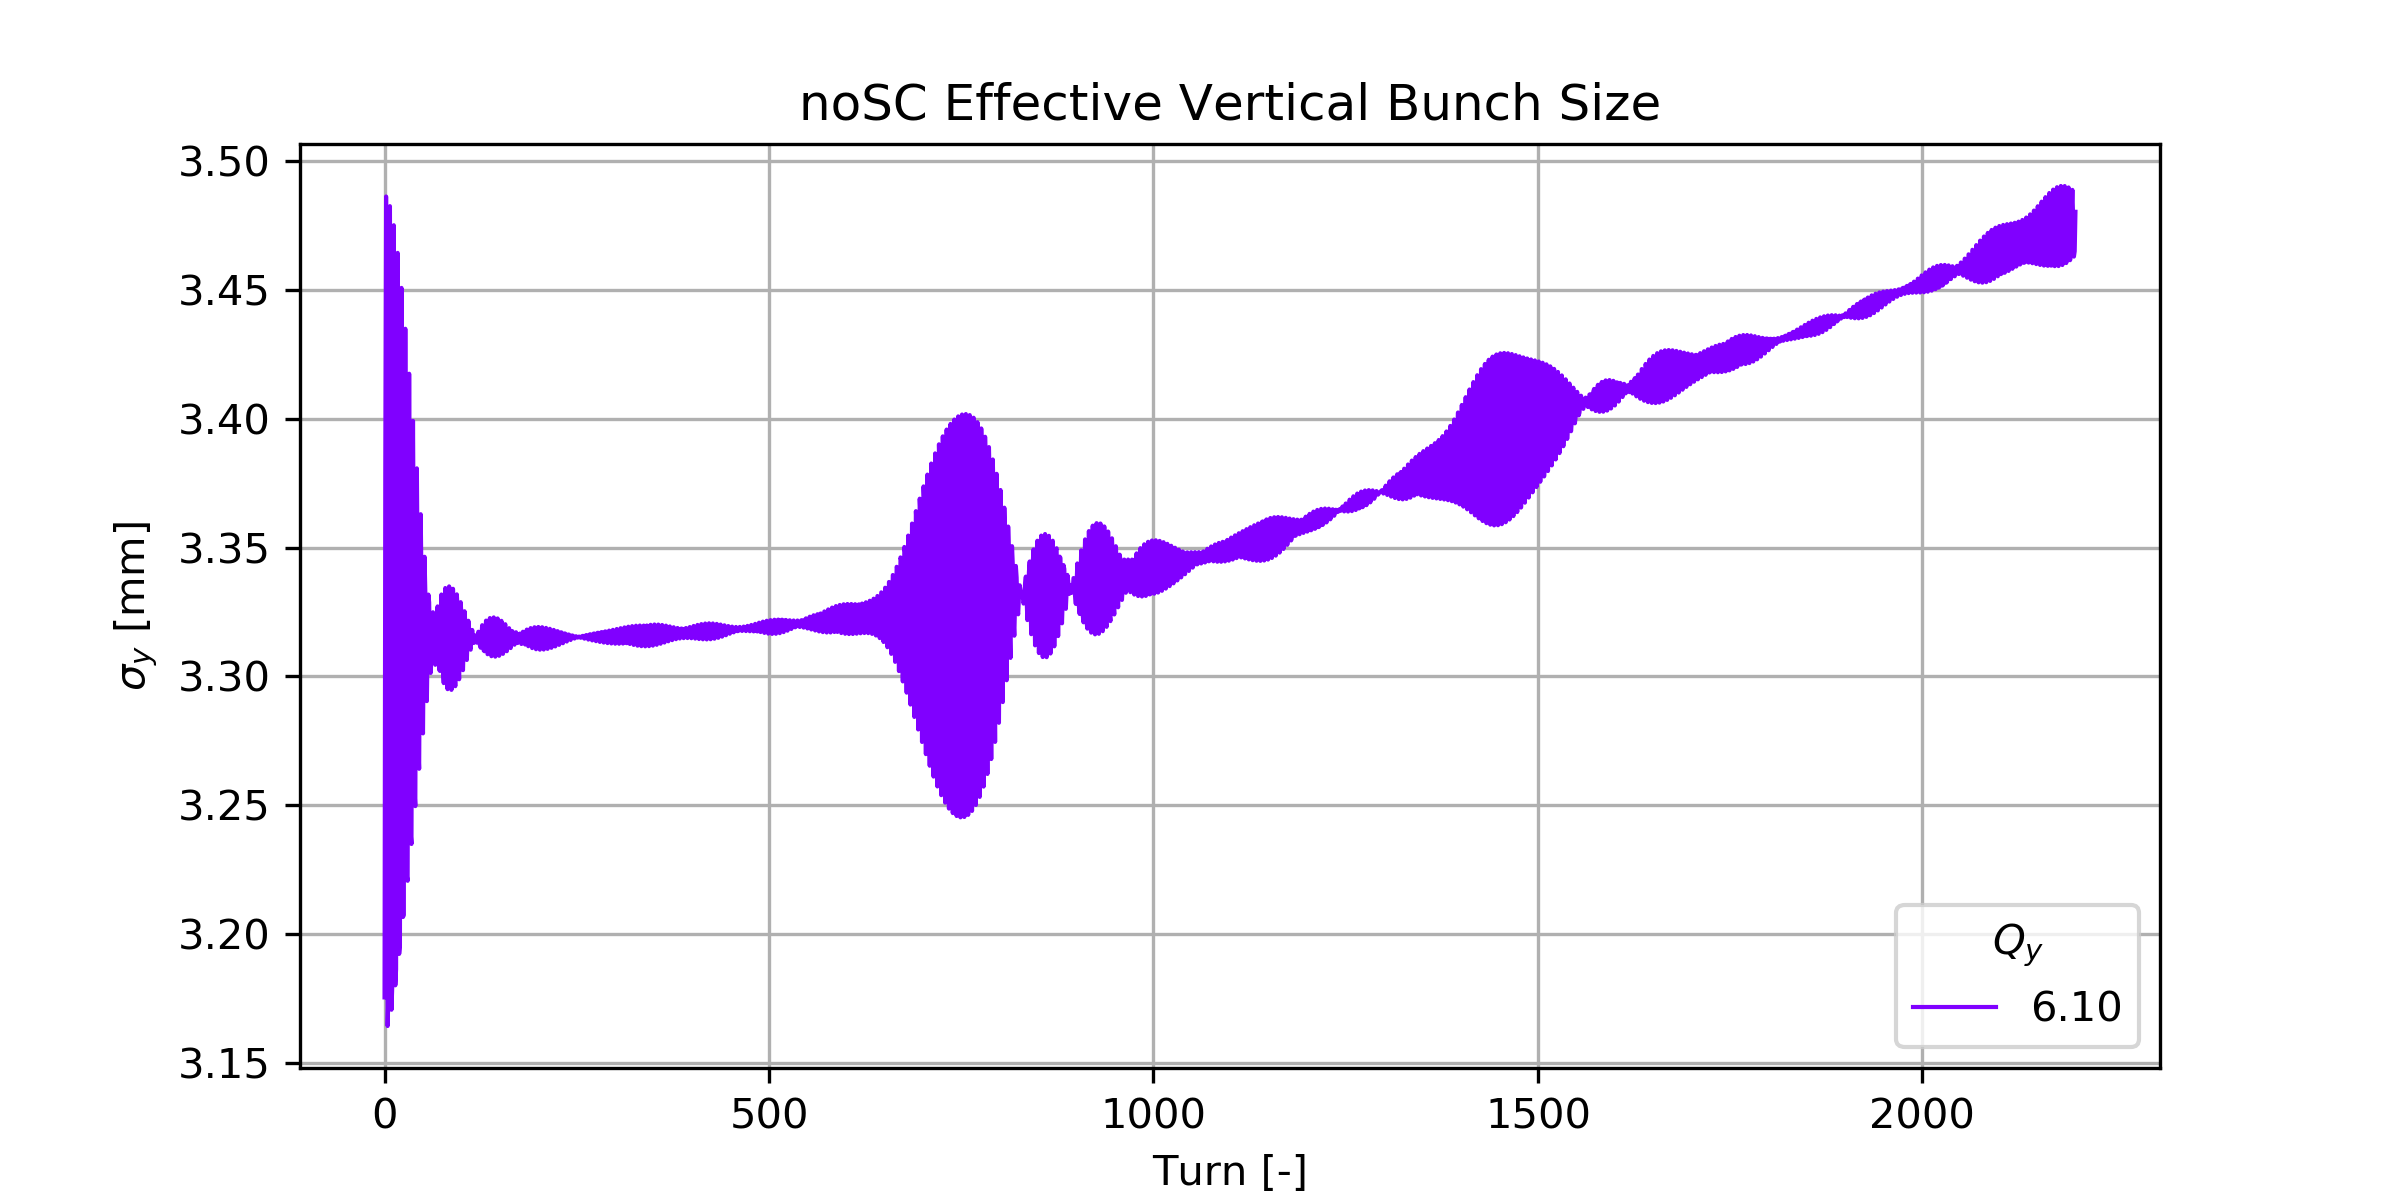 noSC Effective Vertical Bunch Size
σy [mm]
3.50
3.45
3.40
3.35
3.30
3.25
3.20
3.15
0 500 1000 1500 2000
Turn [-]
Qy
6.10